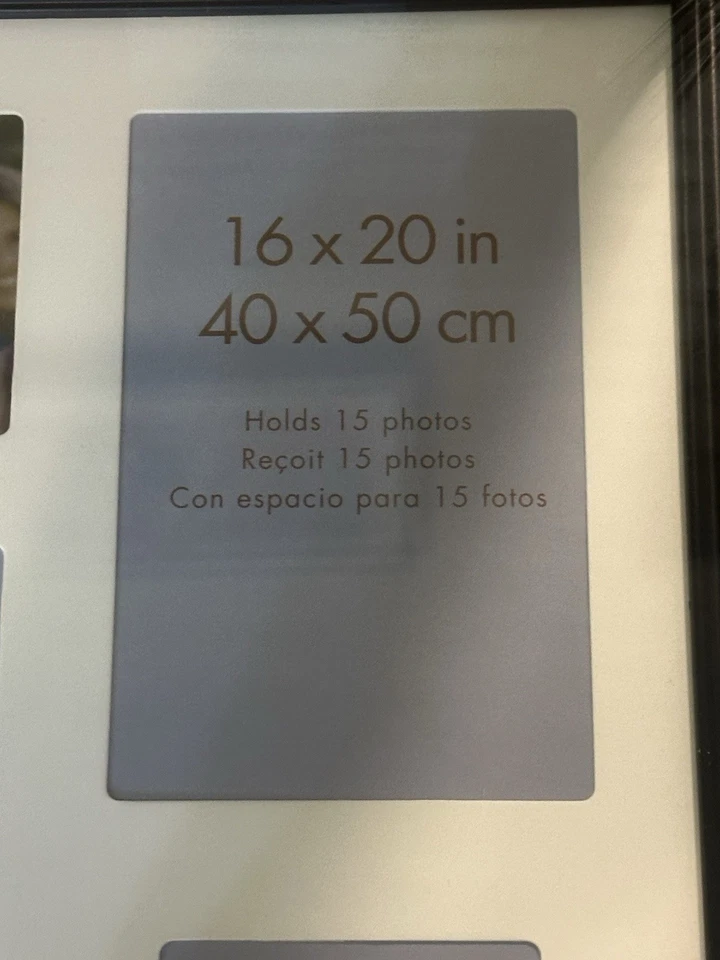 16 x 20 in
40 x 50 cm
Holds 15 photos
Reçoit 15 photos
Con espacio para 15 fotos